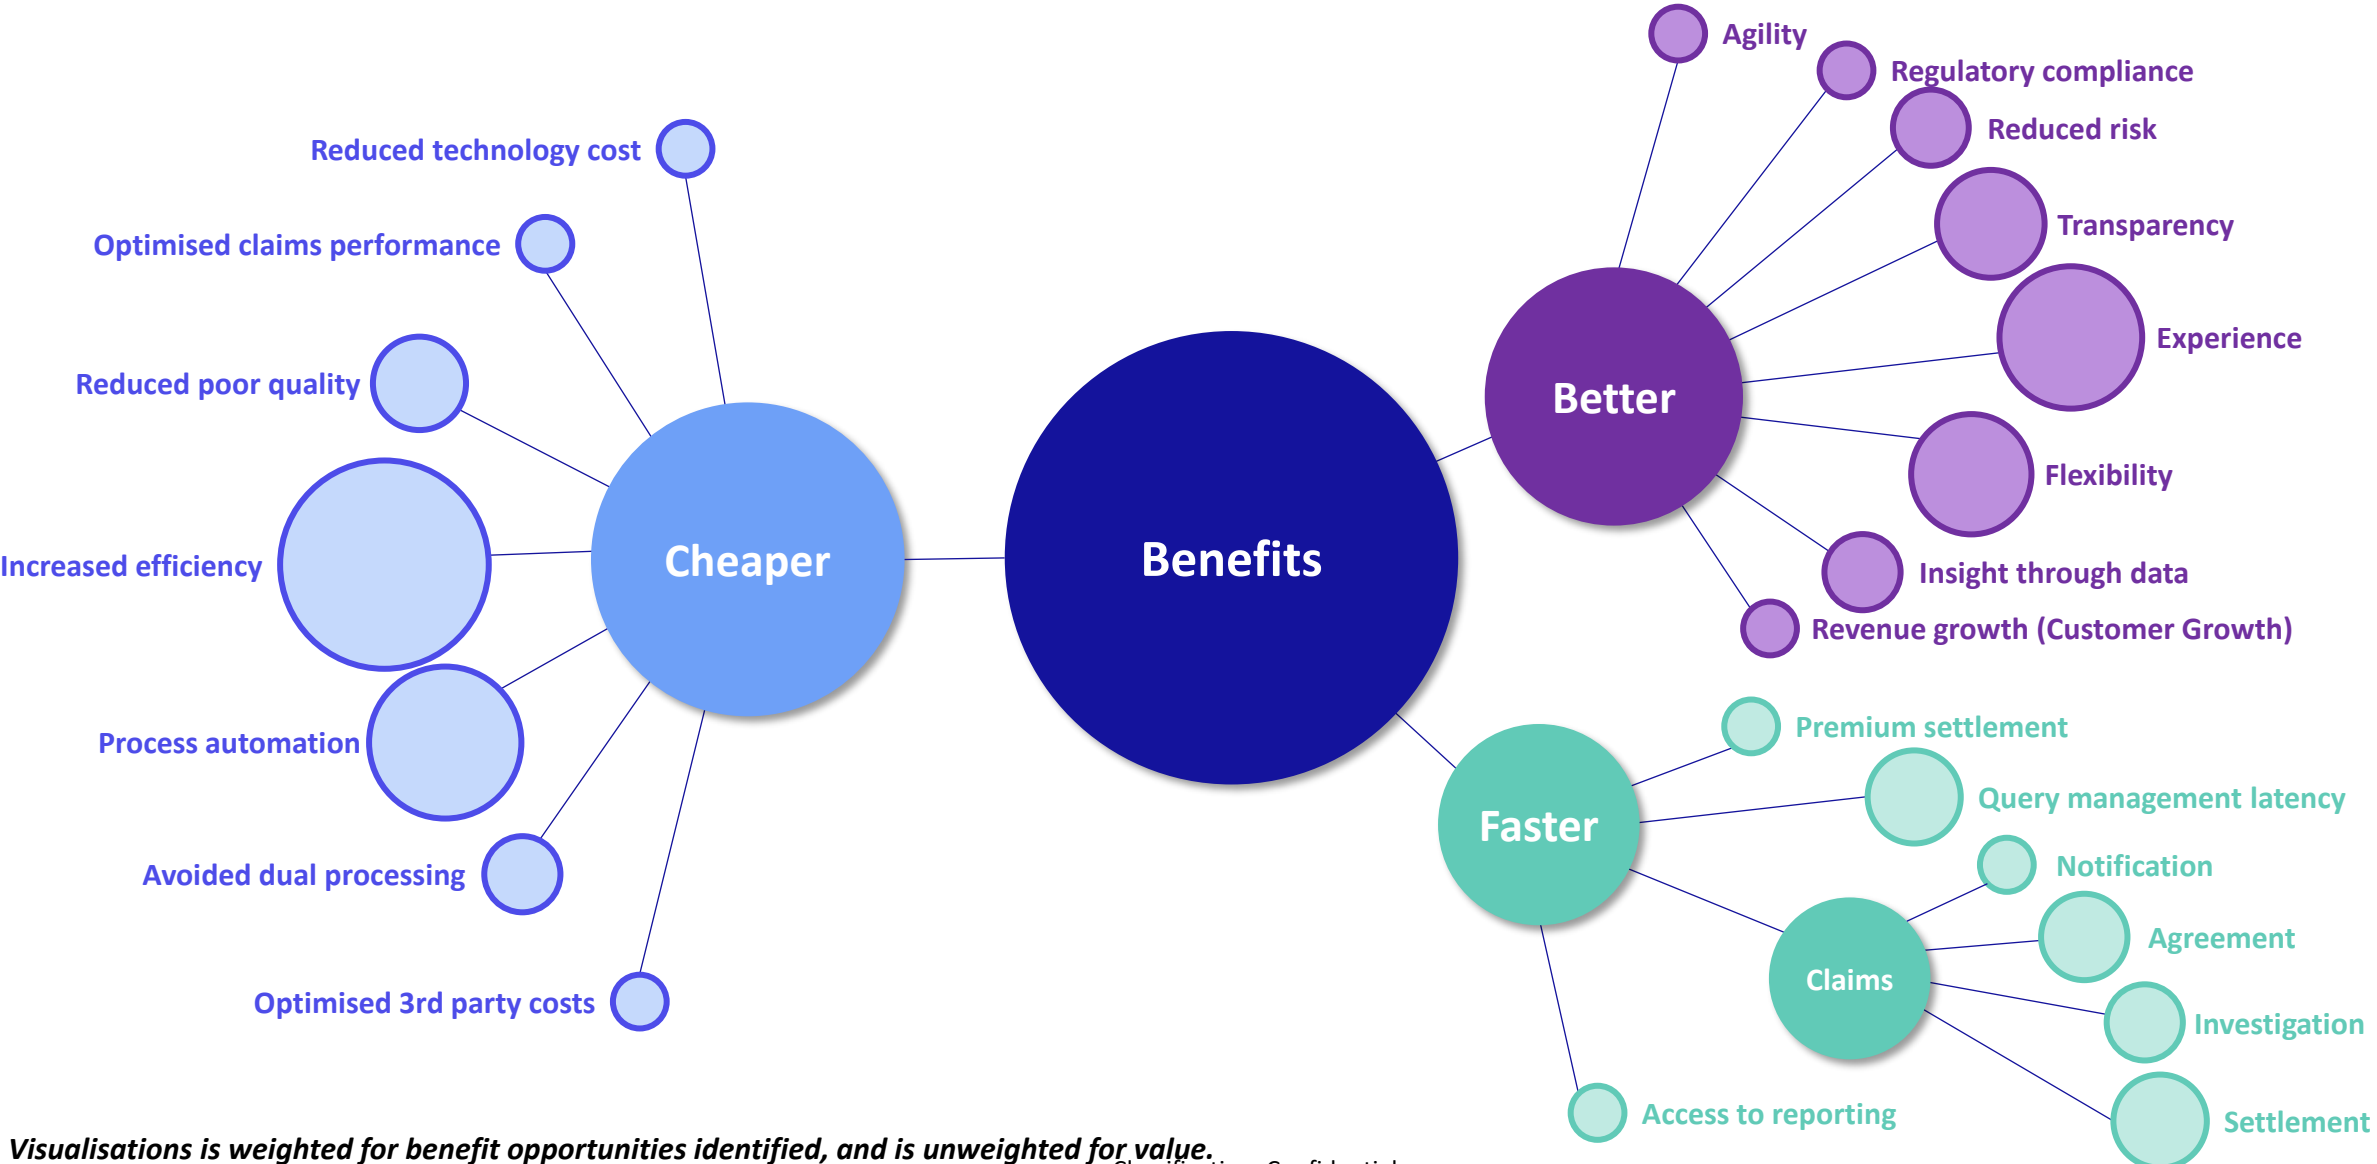 Agility
Regulatory compliance
Reduced risk
Transparency
Experience
Flexibility
Insight through data
Revenue growth (Customer Growth)
Better
Reduced technology cost
Optimised claims performance
Reduced poor quality
Increased efficiency
Process automation
Avoided dual processing
Optimised 3rd party costs
Cheaper
Benefits
Faster
Premium settlement
Query management latency
Claims
Notification
Agreement
Investigation
Settlement
Access to reporting
Visualisations is weighted for benefit opportunities identified, and is unweighted for value.